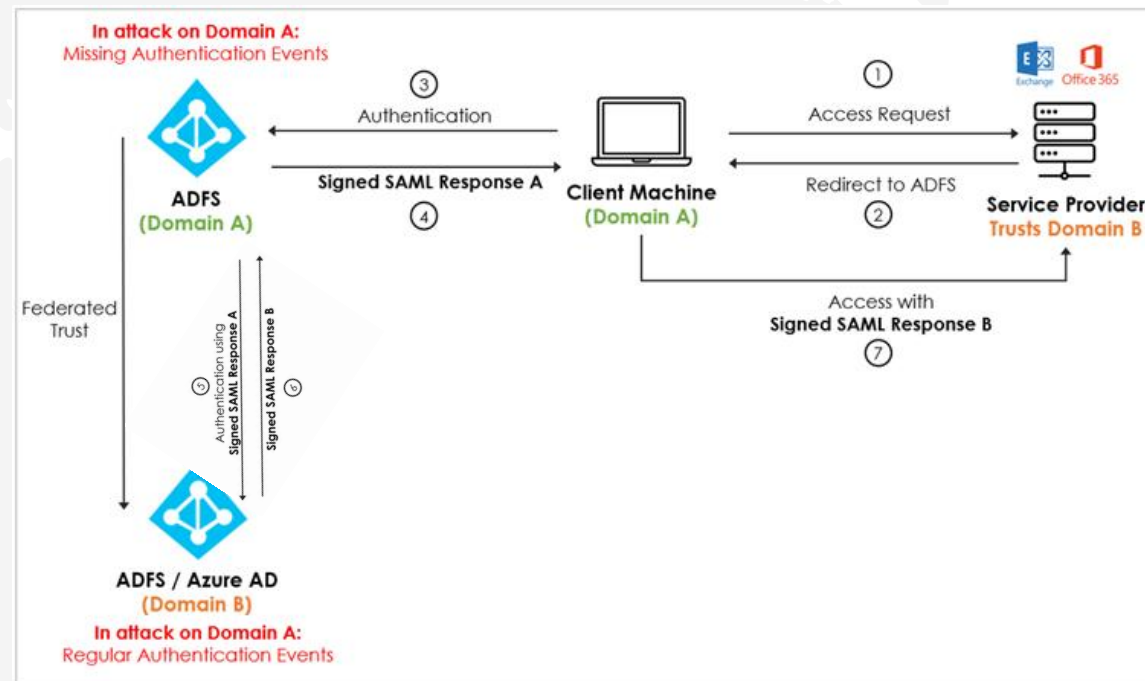 In attack on Domain A:
Missing Authentication Events
ADFS
(Domain A)
3
Authentication
Signed SAML Response A
4
Client Machine
(Domain A)
1
Access Request
Redirect to ADFS
2
E
Exchange
Office 365
Service Provider
Trusts Domain B
Access with
Signed SAML Response B
7
Federated
Trust
5
Authentication using
Signed SAML Response A
Signed SAML Response B
6
ADFS / Azure AD
(Domain B)
In attack on Domain A:
Regular Authentication Events